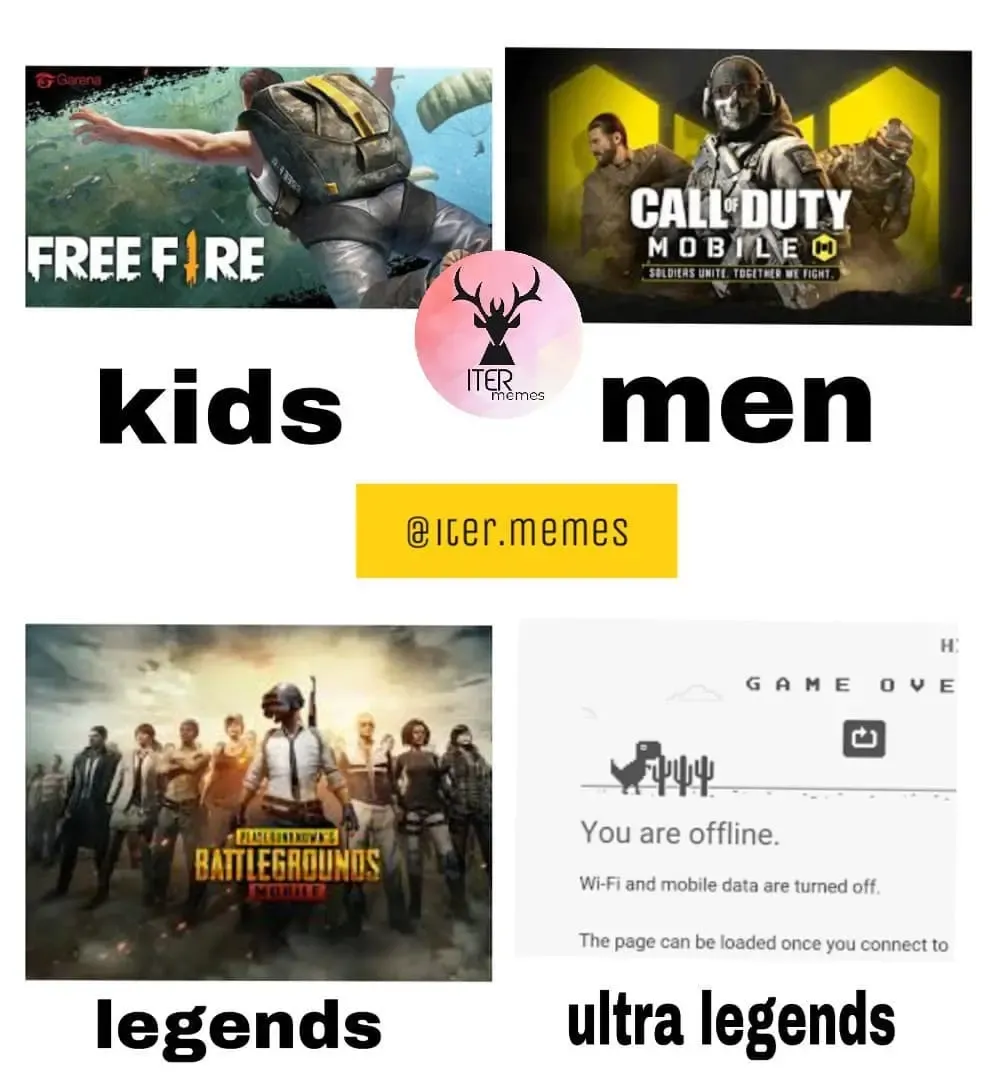 Garena
FREE FIRE
CALL OF DUTY
MOBILE
SOLDIERS UNITE. TOGETHER WE FIGHT.
kids
ITER
memes
men
@iter.memes
PLAYERUNKNOWN'S
BATTLEGROUNDS
MOBILE
legends
H
GAME OVE
You are offline.
Wi-Fi and mobile data are turned off.
The page can be loaded once you connect to
ultra legends